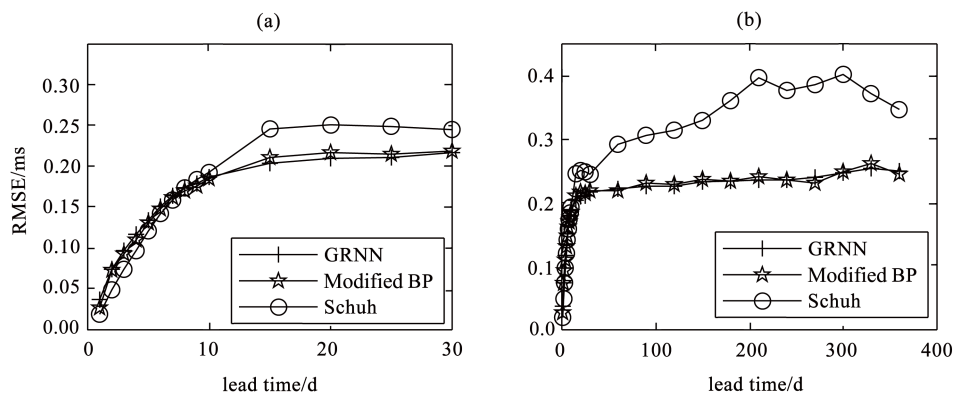 (a)
RMSE/ms
0.30
0.25
0.20
0.15
0.10
0.05
0.00
0
10
20
30
lead time/d
GRNN
Modified BP
Schuh
(b)
0.4
0.3
0.2
0.1
0.0
0
100
200
300
400
lead time/d
GRNN
Modified BP
Schuh